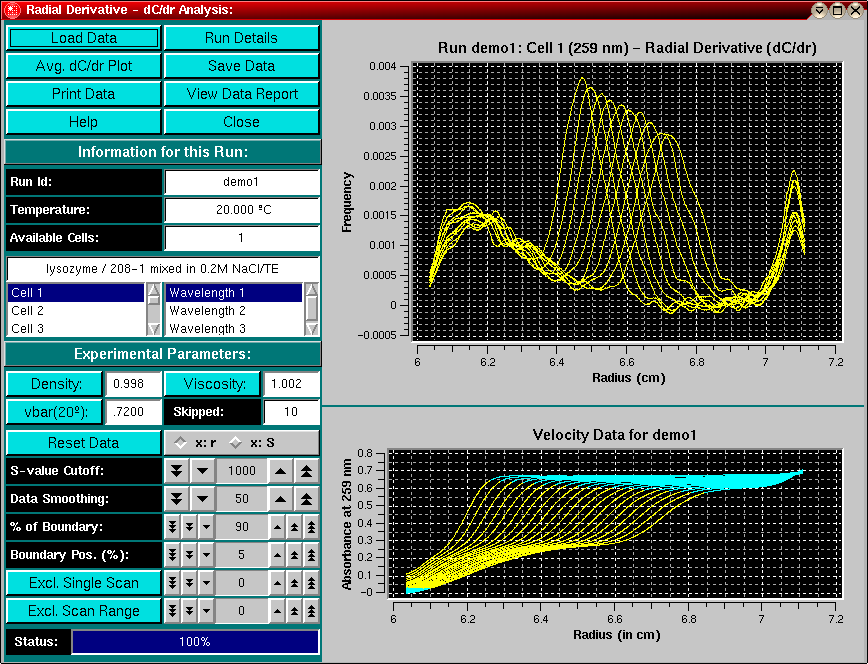 Radial Derivative - dC/dr Analysis:
Load Data
Run Details
Avg. dC/dr Plot
Save Data
Print Data
View Data Report
Help
Close
Information for this Run:
Run Id:
demo1
Temperature:
20.000 ºC
Available Cells:
1
lysozyme / 208-1 mixed in 0.2M NaCl/TE
Cell 1
Cell 2
Cell 3
Wavelength 1
Wavelength 2
Wavelength 3
Experimental Parameters:
Density:
0.998
Viscosity:
1.002
vbar(20º):
.7200
Skipped:
10
Reset Data
x: r
x: S
S-value Cutoff:
1000
Data Smoothing:
50
% of Boundary:
90
Boundary Pos. (%):
5
Excl. Single Scan
0
Excl. Scan Range
0
Status:
100%
Run demo1: Cell 1 (259 nm) - Radial Derivative (dC/dr)
Frequency
0.004
0.0035
0.003
0.0025
0.002
0.0015
0.001
0.0005
0
-0.0005
6
6.2
6.4
6.6
6.8
7
7.2
Radius (cm)
Velocity Data for demo1
Absorbance at 259 nm
0.8
0.7
0.6
0.5
0.4
0.3
0.2
0.1
-0
6
6.2
6.4
6.6
6.8
7
7.2
Radius (in cm)